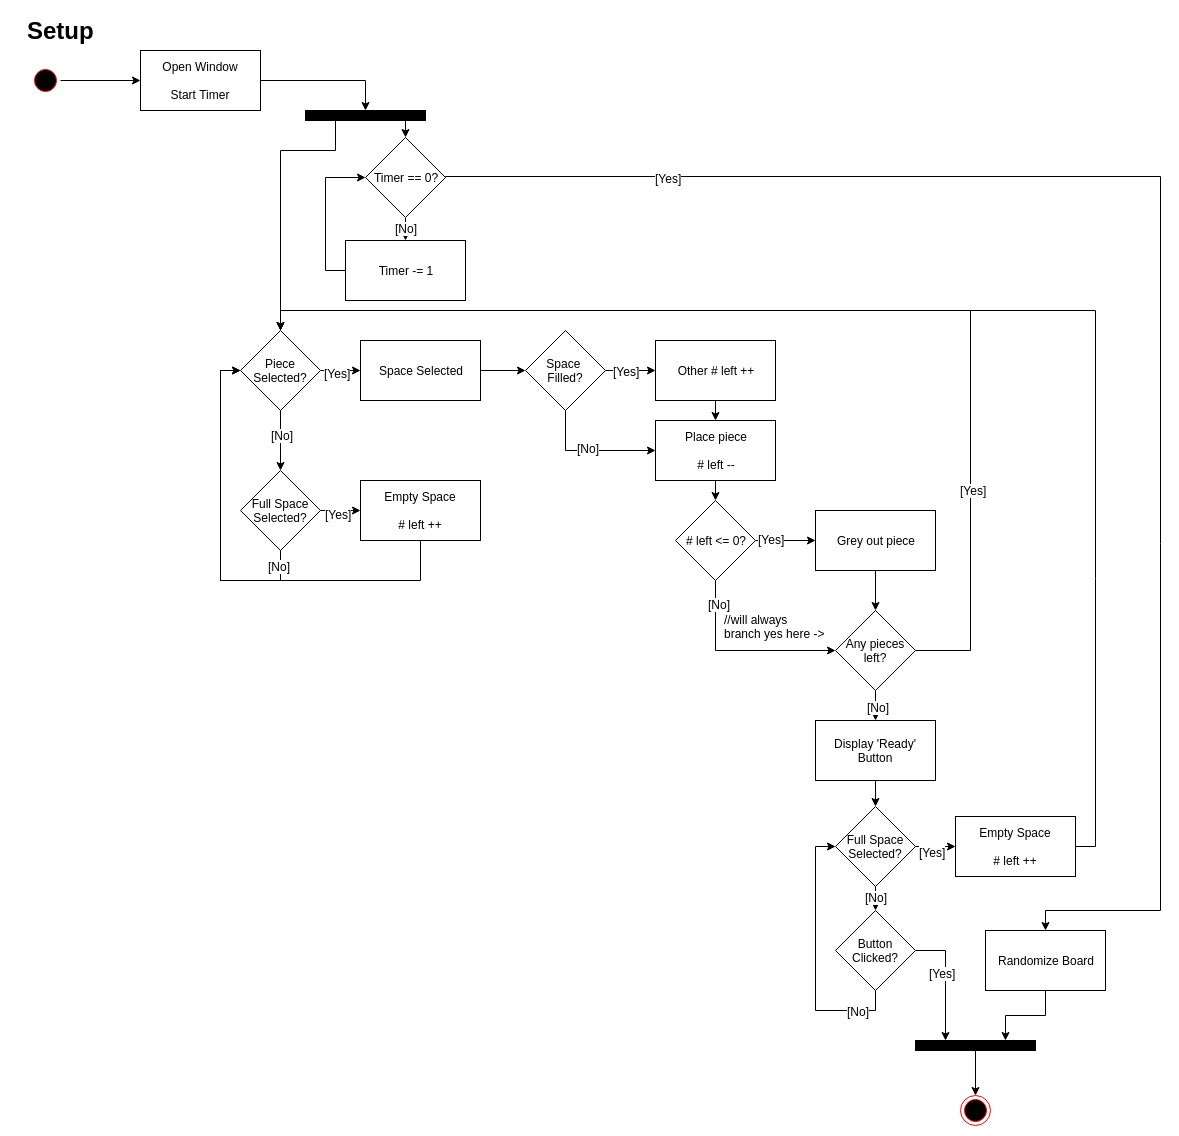 Setup
Open Window
Start Timer
Timer == 0?
[Yes]
[No]
Timer -= 1
Piece
Selected?
[Yes]
Space Selected
Space
Filled?
[Yes]
Other # left ++
[No]
[No]
Place piece
# left --
Full Space
Selected?
[Yes]
Empty Space
# left ++
[No]
[Yes]
# left <= 0?
[Yes]
Grey out piece
[No]
//will always
branch yes here ->
Any pieces
left?
[No]
Display 'Ready'
Button
Full Space
Selected?
[Yes]
Empty Space
# left ++
[No]
Button
Clicked?
[Yes]
[No]
Randomize Board